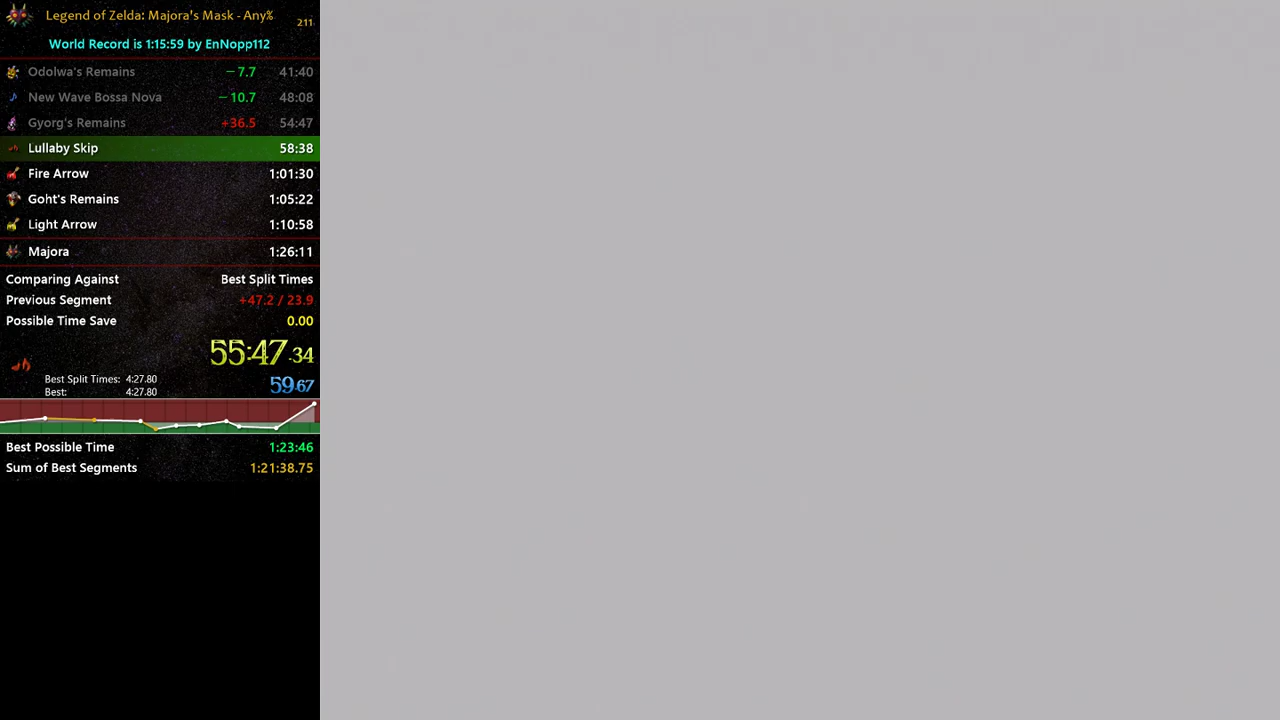 Legend of Zelda: Majora's Mask - Any%
211
World Record is 1:15:59 by EnNopp112
Odolwa's Remains −7.7 41:40
New Wave Bossa Nova −10.7 48:08
Gyorg's Remains +36.5 54:47
Lullaby Skip 58:38
Fire Arrow 1:01:30
Goht's Remains 1:05:22
Light Arrow 1:10:58
Majora 1:26:11
Comparing Against Best Split Times
Previous Segment +47.2 / 23.9
Possible Time Save 0.00
55:47.34
Best Split Times: 4:27.80
59.67
Best: 4:27.80
Best Possible Time 1:23:46
Sum of Best Segments 1:21:38.75